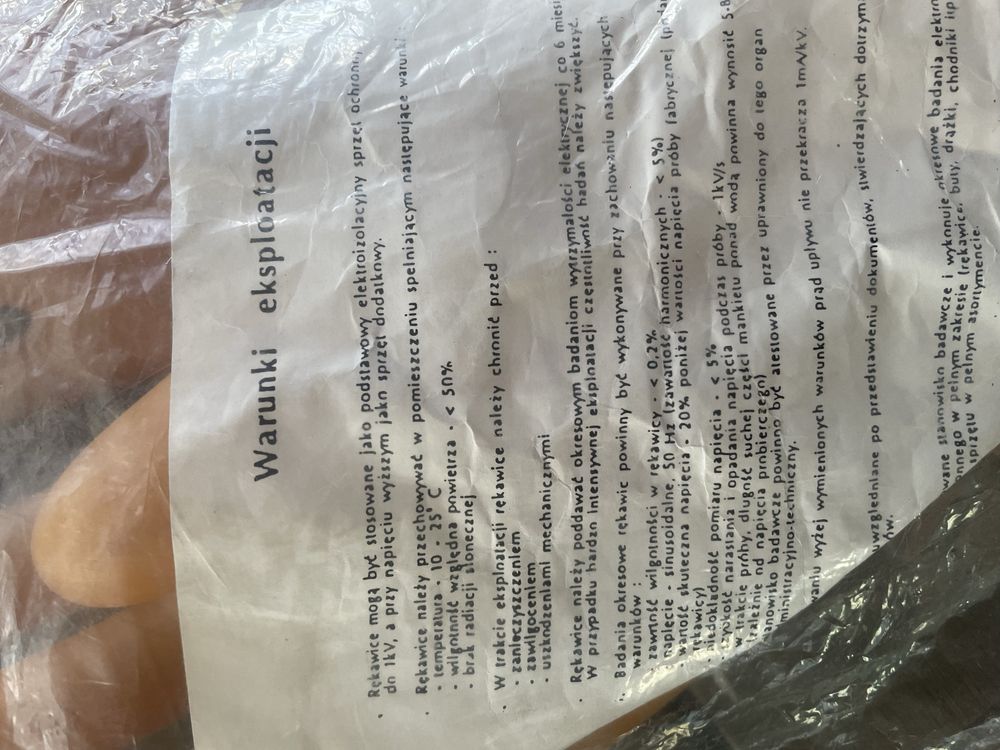 Warunki eksploatacji
• Rękawice mogą być stosowane jako podstawowy elektroizolacyjny sprzęt ochronny
do 1kV, a przy napięciu wyższym jako sprzęt dodatkowy.
• Rękawice należy przechowywać w pomieszczeniu spełniającym następujące warunki:
- temperatura - 10 - 25° C
- wilgotność względna powietrza - < 50%
- brak radiacji słonecznej
• W trakcie eksploatacji rękawice należy chronić przed :
- zanieczyszczeniem
- zawilgoceniem
- uszkodzeniami mechanicznymi
• Rękawice należy poddawać okresowym badaniom wytrzymałości elektrycznej co 6
W przypadku bardzo intensywnej eksploatacji częstotliwość badań należy zwiększyć.
• Badania okresowe rękawic powinny być wykonywane przy zachowaniu następujących
warunków :
- zawrtość wilgotności w rękawicy - < 0,2%
napięcie - sinusoidalne, 50 Hz (zawartość harmonicznych - < 5%)
wartość skuteczna napięcia - 20% poniżej wartości napięcia próby fabrycznej
rękawicy)
niedokładność pomiaru napięcia - < 5%
szybkość narastania i opadania napięcia podczas próby - 1kV/s
w trakcie próby, długość suchej części mankietu ponad wodą powinna wynosić
zależnie od napięcia probierczego)
stanowisko badawcze powinno być atestowane przez uprawniony do tego organ
wyżej wymienionych warunków prąd upływu nie przekracza 1mA/kV.
uwzględniane po przedstawieniu dokumentów, stwierdzających
stanowisko badawcze i wykonuje okresowe badania
w pełnym zakresie (rękawice, buty, drążki, chodniki itp
sprzętu w pełnym asortymencie.